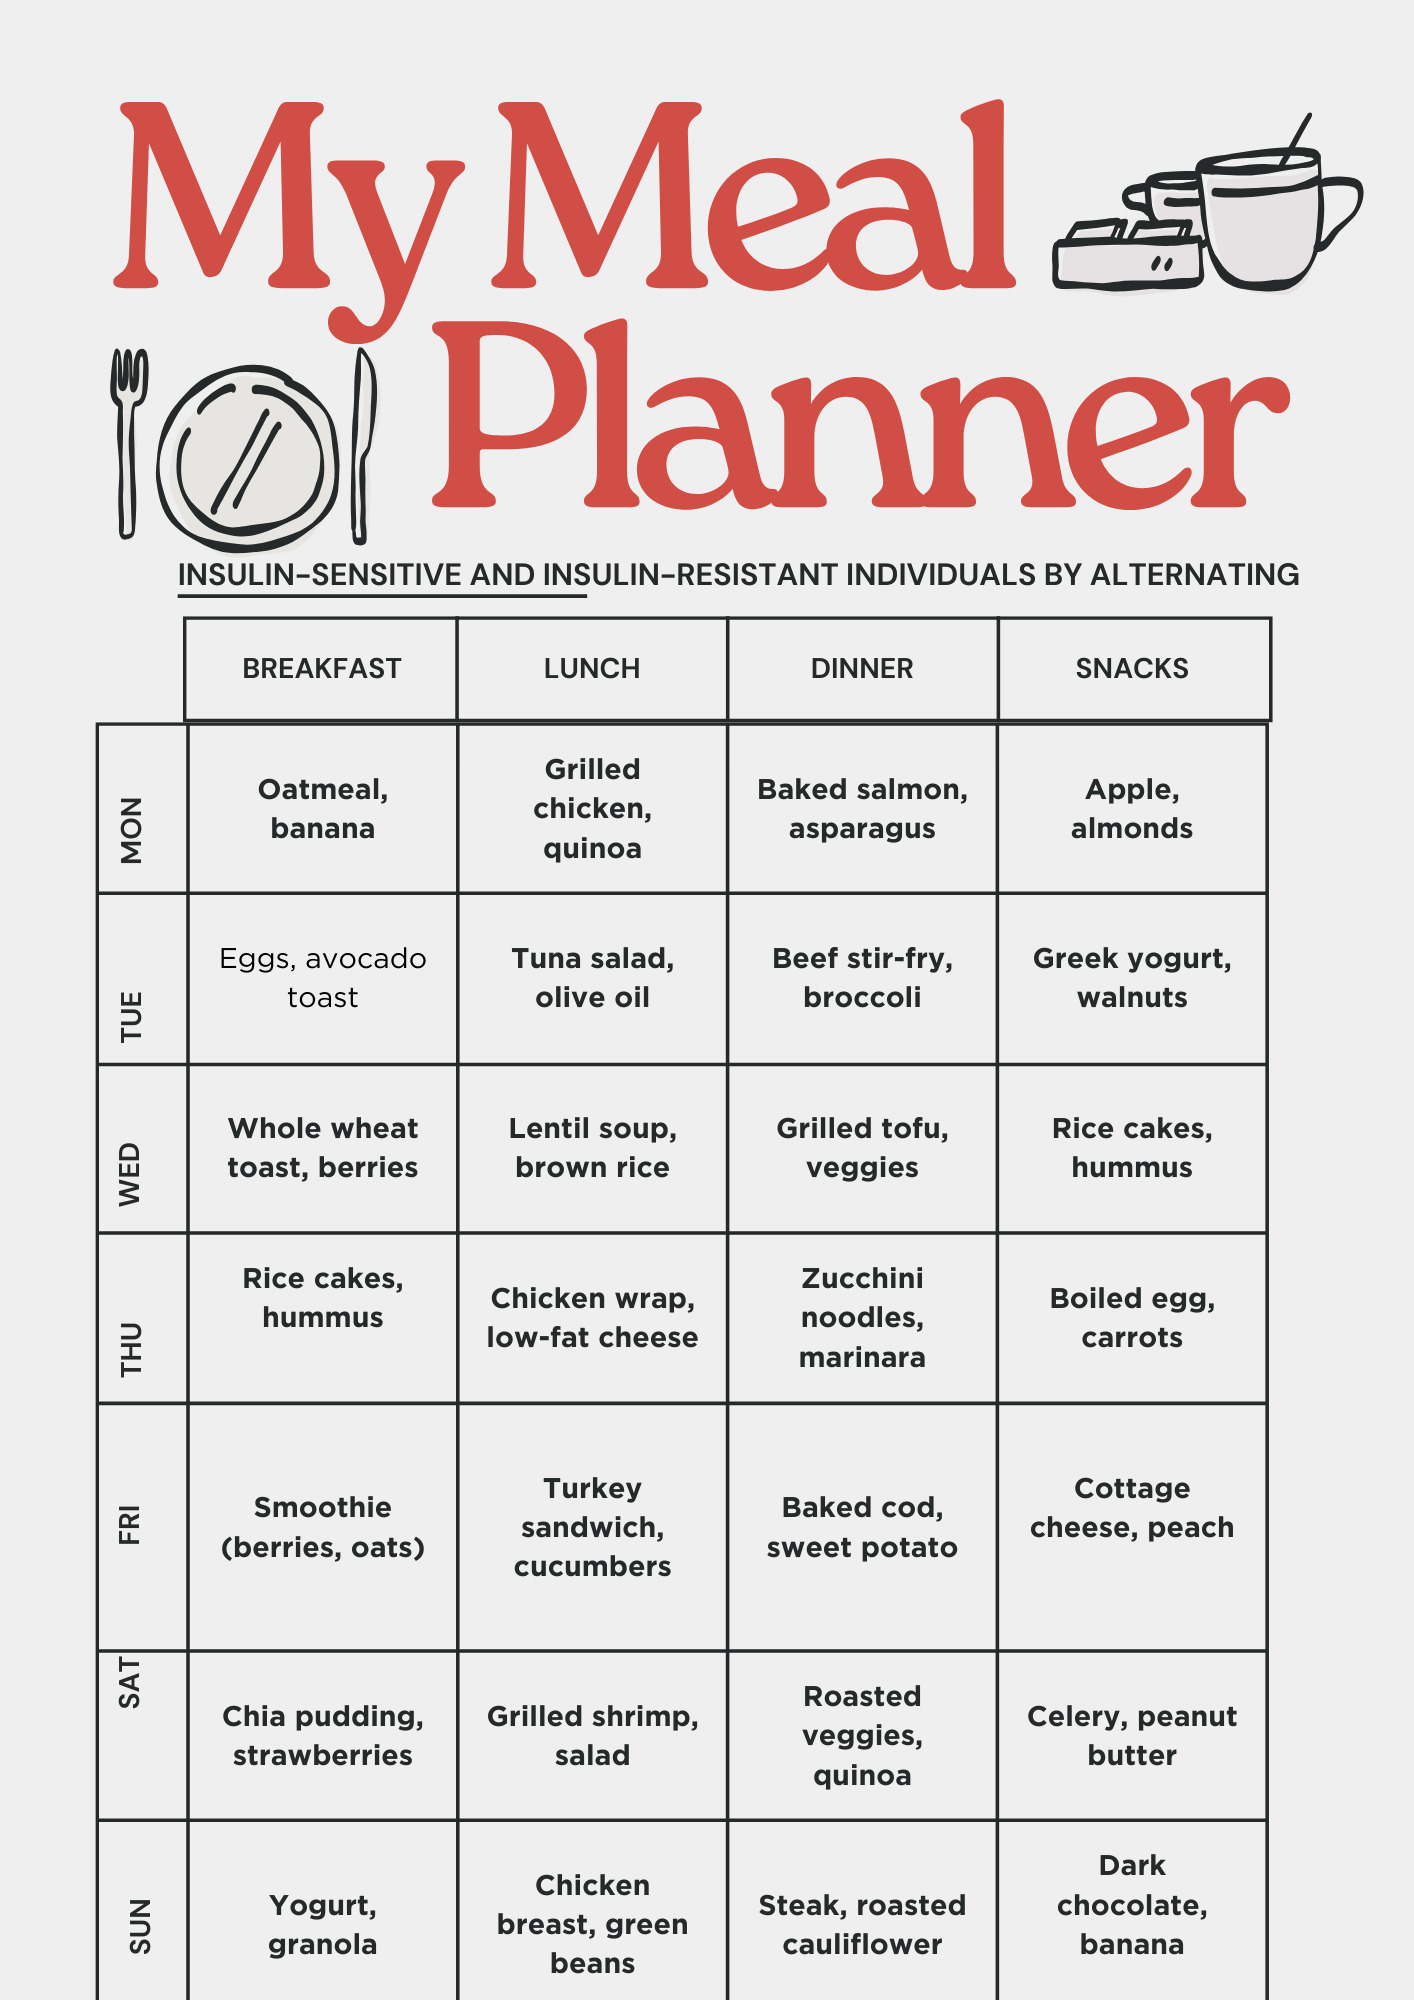 My Meal
Planner
INSULIN-SENSITIVE AND INSULIN-RESISTANT INDIVIDUALS BY ALTERNATING
BREAKFAST LUNCH DINNER SNACKS
MON
Oatmeal,
banana
Grilled
chicken,
quinoa
Baked salmon,
asparagus
Apple,
almonds
TUE
Eggs, avocado
toast
Tuna salad,
olive oil
Beef stir-fry,
broccoli
Greek yogurt,
walnuts
WED
Whole wheat
toast, berries
Lentil soup,
brown rice
Grilled tofu,
veggies
Rice cakes,
hummus
THU
Rice cakes,
hummus
Chicken wrap,
low-fat cheese
Zucchini
noodles,
marinara
Boiled egg,
carrots
FRI
Smoothie
(berries, oats)
Turkey
sandwich,
cucumbers
Baked cod,
sweet potato
Cottage
cheese, peach
SAT
Chia pudding,
strawberries
Grilled shrimp,
salad
Roasted
veggies,
quinoa
Celery, peanut
butter
SUN
Yogurt,
granola
Chicken
breast, green
beans
Steak, roasted
cauliflower
Dark
chocolate,
banana